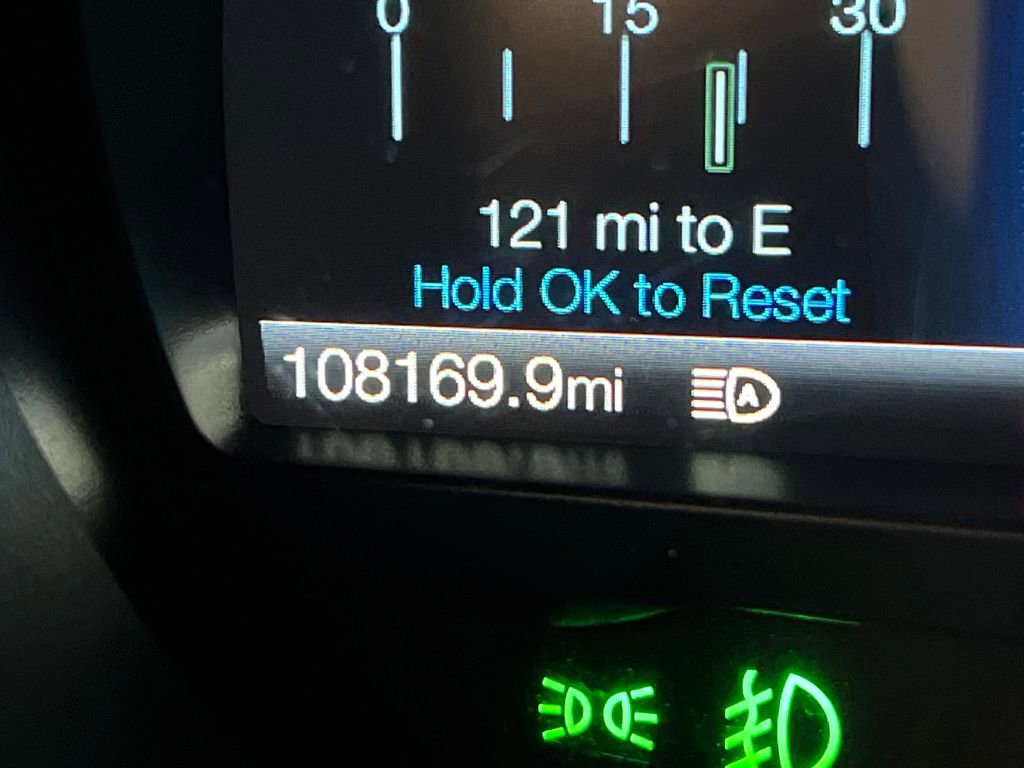 0 15 30
121 mi to E
Hold OK to Reset
108169.9mi
A